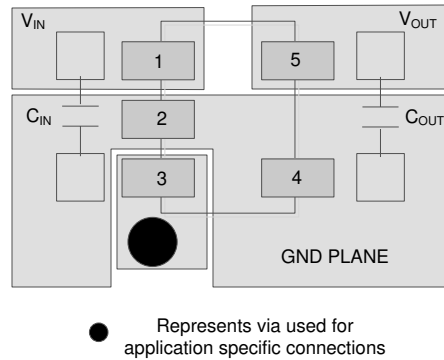 VIN
VOUT
1
5
CIN
2
COUT
3
4
GND PLANE
Represents via used for
application specific connections